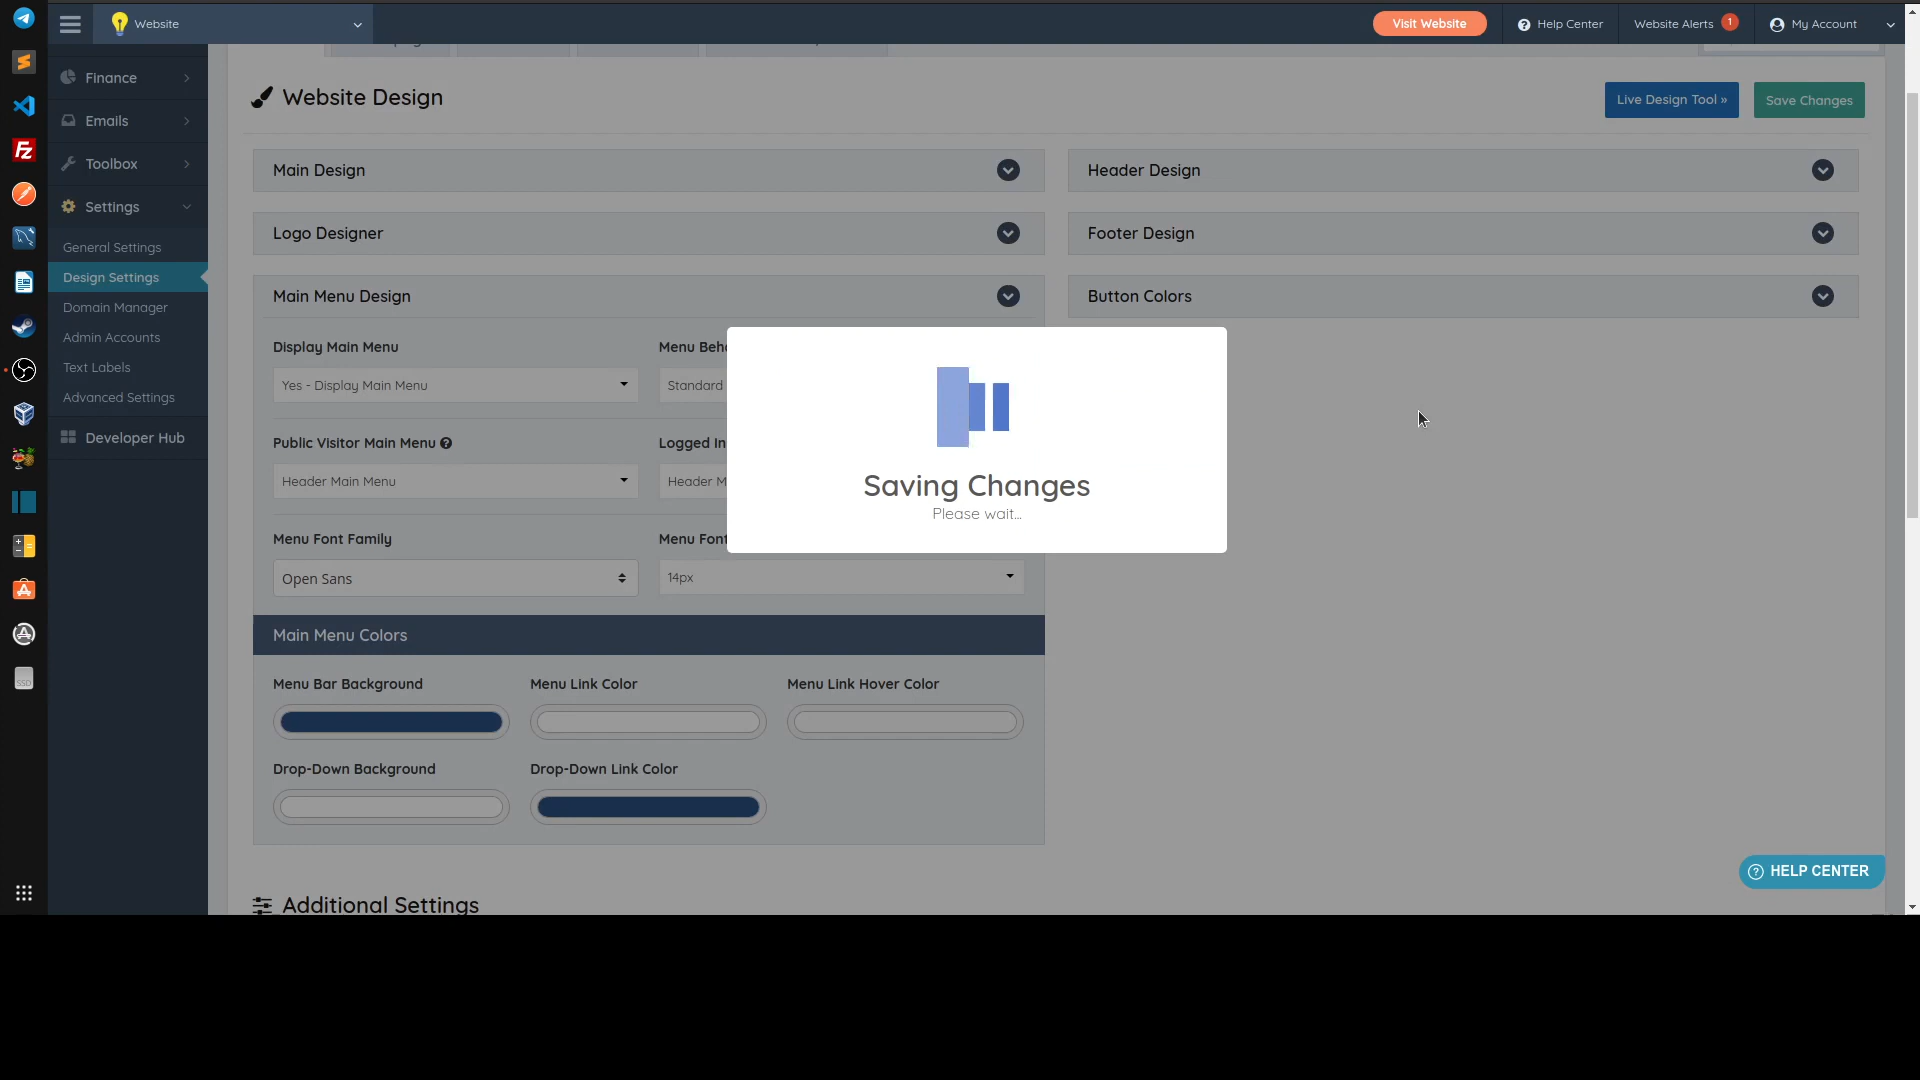 Website
Visit Website
Help Center
Website Alerts 1
My Account
Finance
Emails
Toolbox
Settings
General Settings
Design Settings
Domain Manager
Admin Accounts
Text Labels
Advanced Settings
Developer Hub
Website Design
Live Design Tool »
Save Changes
Main Design
Header Design
Logo Designer
Footer Design
Main Menu Design
Button Colors
Display Main Menu
Yes - Display Main Menu
Standard
Public Visitor Main Menu
Header Main Menu
Logged In
Header M
Menu Font Family
Open Sans
Menu Font
14px
Saving Changes
Please wait...
Main Menu Colors
Menu Bar Background
Menu Link Color
Menu Link Hover Color
Drop-Down Background
Drop-Down Link Color
Additional Settings
HELP CENTER
SSD